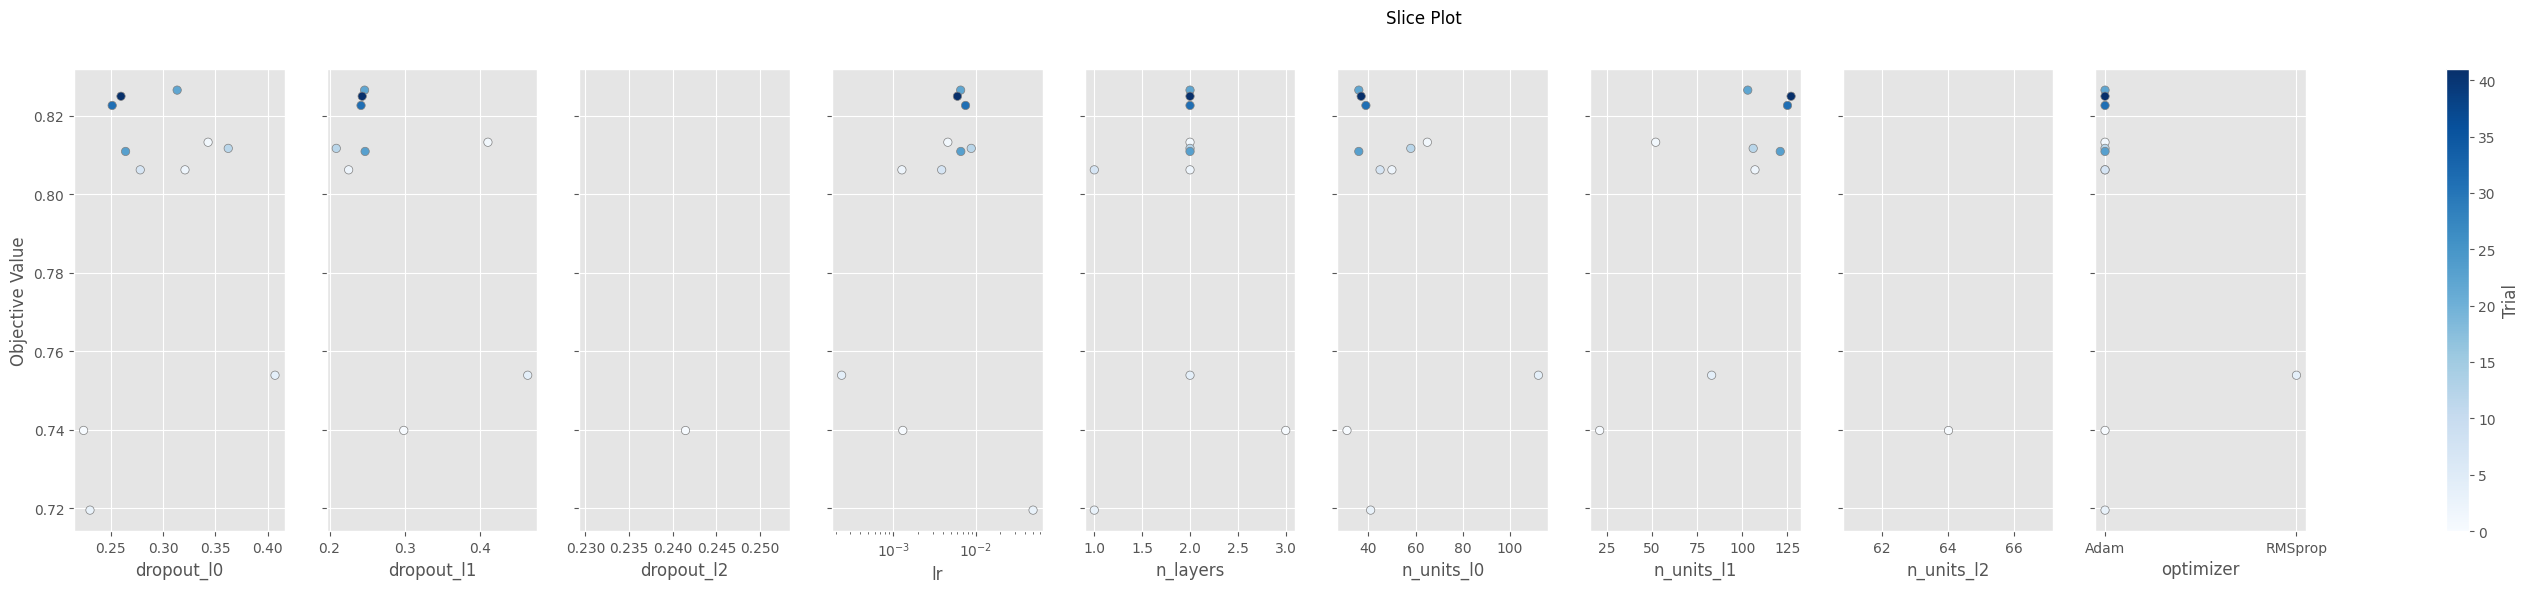 Slice Plot
Objective Value
0.82
0.80
0.78
0.76
0.74
0.72
0.25 0.30 0.35 0.40
dropout_l0
0.2 0.3 0.4
dropout_l1
0.230 0.235 0.240 0.245 0.250
dropout_l2
10⁻³ 10⁻²
lr
1.0 1.5 2.0 2.5 3.0
n_layers
40 60 80 100
n_units_l0
25 50 75 100 125
n_units_l1
62 64 66
n_units_l2
Adam RMSprop
optimizer
40
35
30
25
20
15
10
5
0
Trial